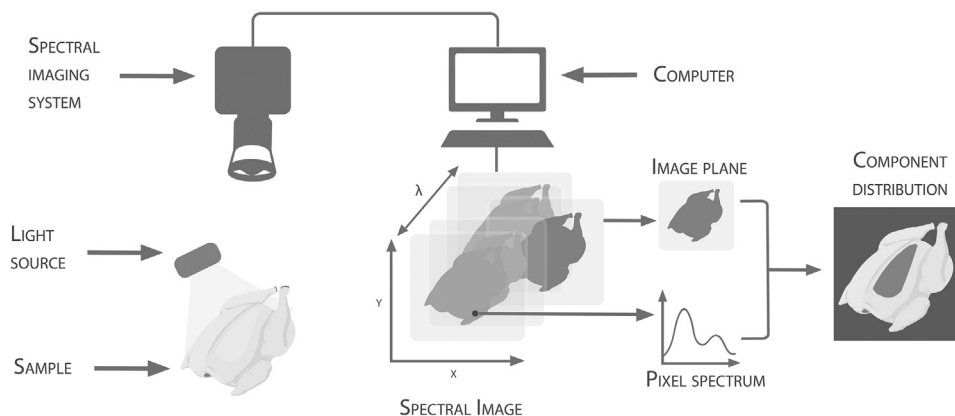 Spectral
imaging
system
Computer
Image plane
Component
distribution
λ
Light
source
Y
Sample
X
Pixel spectrum
Spectral Image